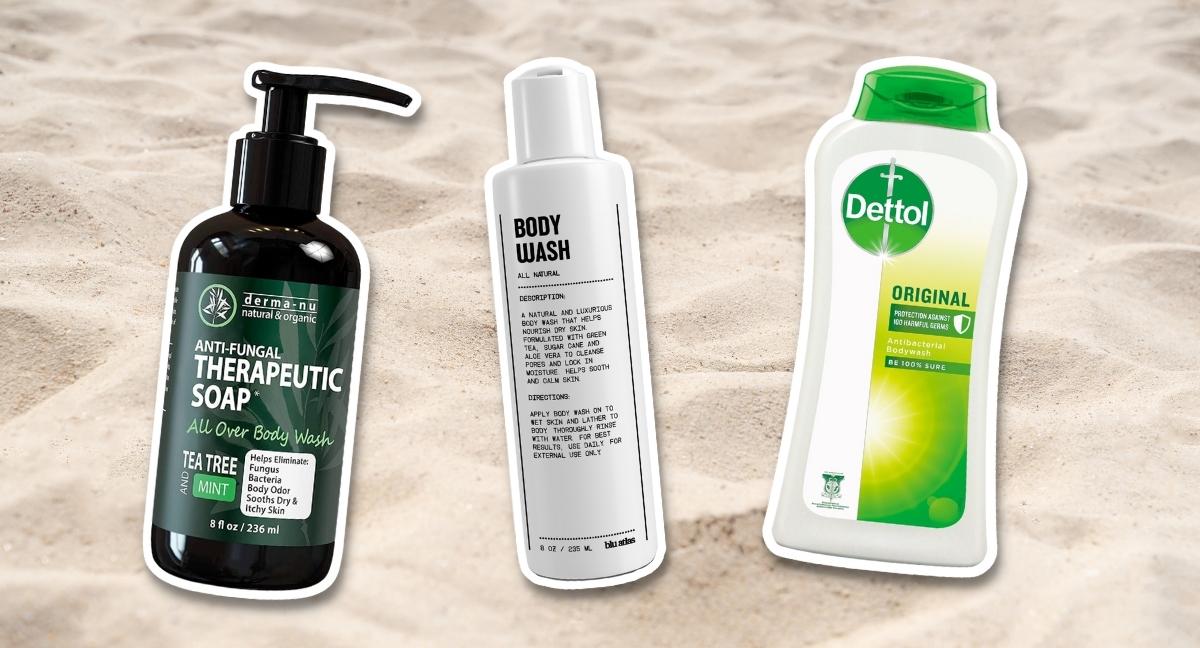 derma-nu
natural & organic
ANTI-FUNGAL
THERAPEUTIC
SOAP*
All Over Body Wash
TEA TREE
AND
MINT
Helps Eliminate:
Fungus
Bacteria
Body Odor
Sooths Dry &
Itchy Skin
8 fl oz / 236 ml
BODY
WASH
ALL NATURAL
DESCRIPTION:
A NATURAL AND LUXURIOUS
BODY WASH THAT HELPS
NOURISH DRY SKIN.
FORMULATED WITH GREEN
TEA, SUGAR CANE AND
ALOE VERA TO CLEANSE
PORES AND LOCK IN
MOISTURE HELPS SOOTH
AND CALM SKIN.
DIRECTIONS:
APPLY BODY WASH ON TO
WET SKIN AND LATHER TO
BODY THOROUGHLY RINSE
WITH WATER FOR BEST
RESULTS, USE DAILY FOR
EXTERNAL USE ONLY
8 OZ / 235 ML
blu atlas
Dettol
ORIGINAL
PROTECTION AGAINST
100 HARMFUL GERMS
Antibacterial
Bodywash
BE 100% SURE